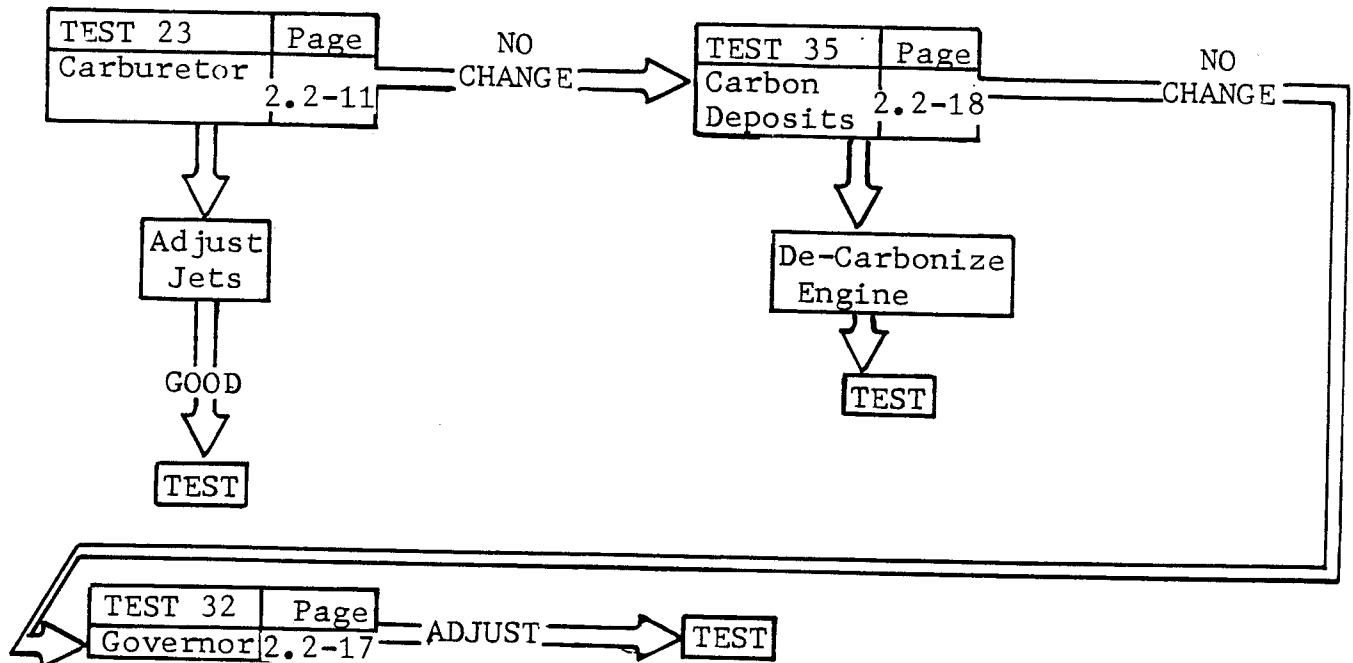 TEST 23 Page
Carburetor
2.2-11
NO
CHANGE
TEST 35 Page
Carbon
Deposits
2.2-18
NO
CHANGE
Adjust
Jets
GOOD
TEST
De-Carbonize
Engine
TEST
TEST 32 Page
Governor 2.2-17
ADJUST
TEST